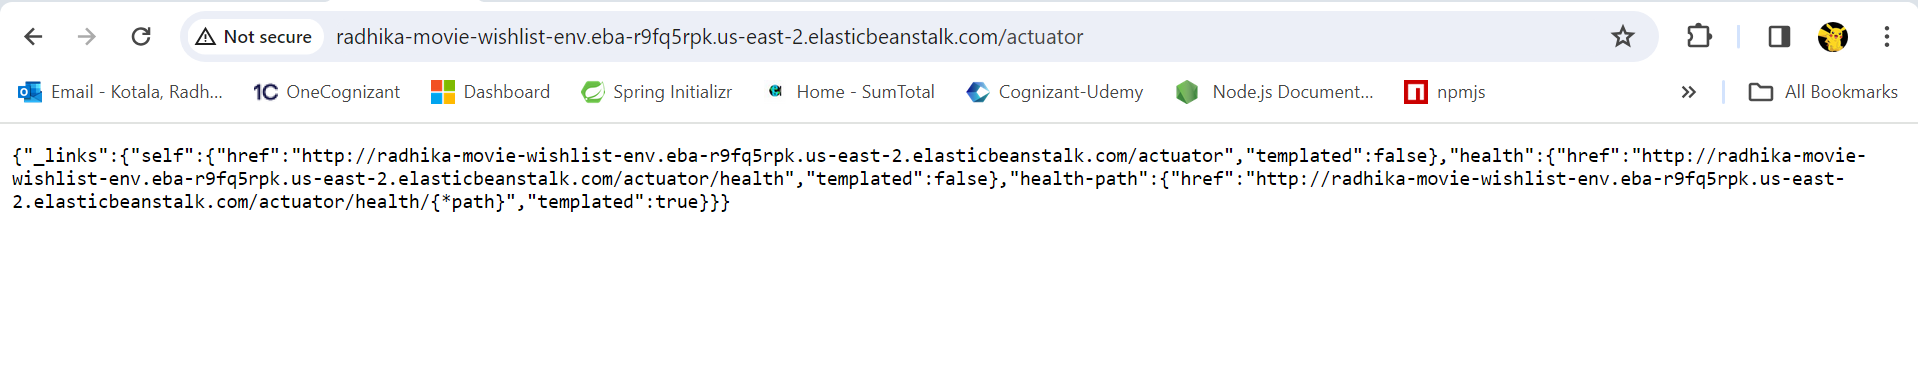 Not secure radhika-movie-wishlist-env.eba-r9fq5rpk.us-east-2.elasticbeanstalk.com/actuator
Email - Kotala, Radh... 1C OneCognizant Dashboard Spring Initializr Home - SumTotal Cognizant-Udemy Node.js Document... npmjs » All Bookmarks
{"_links":{"self":{"href":"http://radhika-movie-wishlist-env.eba-r9fq5rpk.us-east-2.elasticbeanstalk.com/actuator","templated":false},"health":{"href":"http://radhika-movie-
wishlist-env.eba-r9fq5rpk.us-east-2.elasticbeanstalk.com/actuator/health","templated":false},"health-path":{"href":"http://radhika-movie-wishlist-env.eba-r9fq5rpk.us-east-
2.elasticbeanstalk.com/actuator/health/{*path}","templated":true}}}